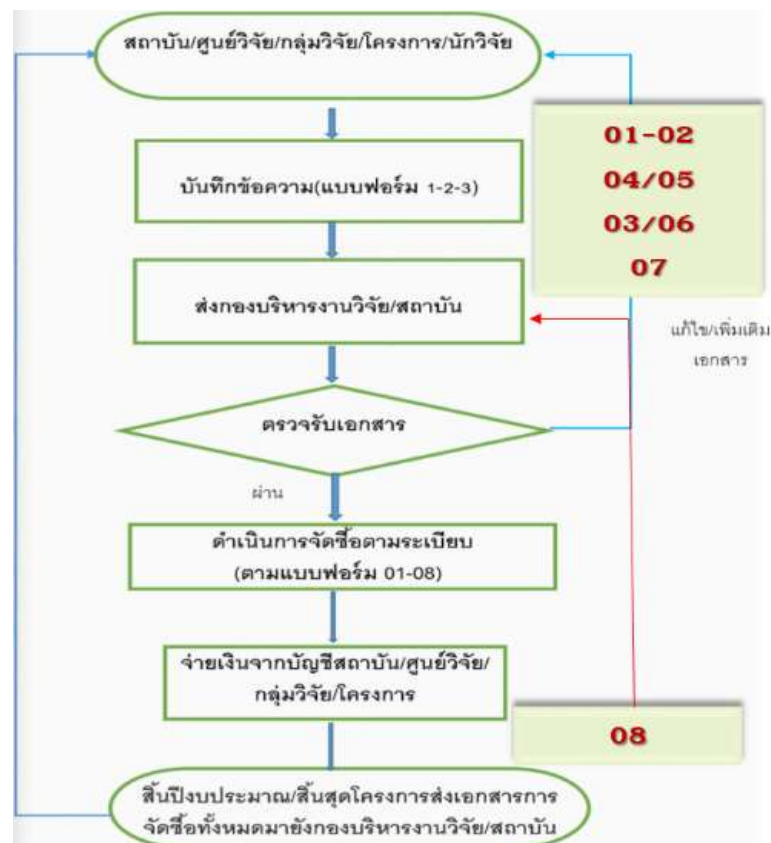 สถาบัน/ศูนย์วิจัย/กลุ่มวิจัย/โครงการ/นักวิจัย
01-02
04/05
03/06
07
บันทึกข้อความ(แบบฟอร์ม 1-2-3)
ส่งกองบริหารงานวิจัย/สถาบัน
แก้ไข/เพิ่มเติม
เอกสาร
ตรวจรับเอกสาร
ผ่าน
ดำเนินการจัดซื้อตามระเบียบ
(ตามแบบฟอร์ม 01-08)
จ่ายเงินจากบัญชีสถาบัน/ศูนย์วิจัย/
กลุ่มวิจัย/โครงการ
08
สิ้นปีงบประมาณ/สิ้นสุดโครงการส่งเอกสารการ
จัดซื้อทั้งหมดมายังกองบริหารงานวิจัย/สถาบัน